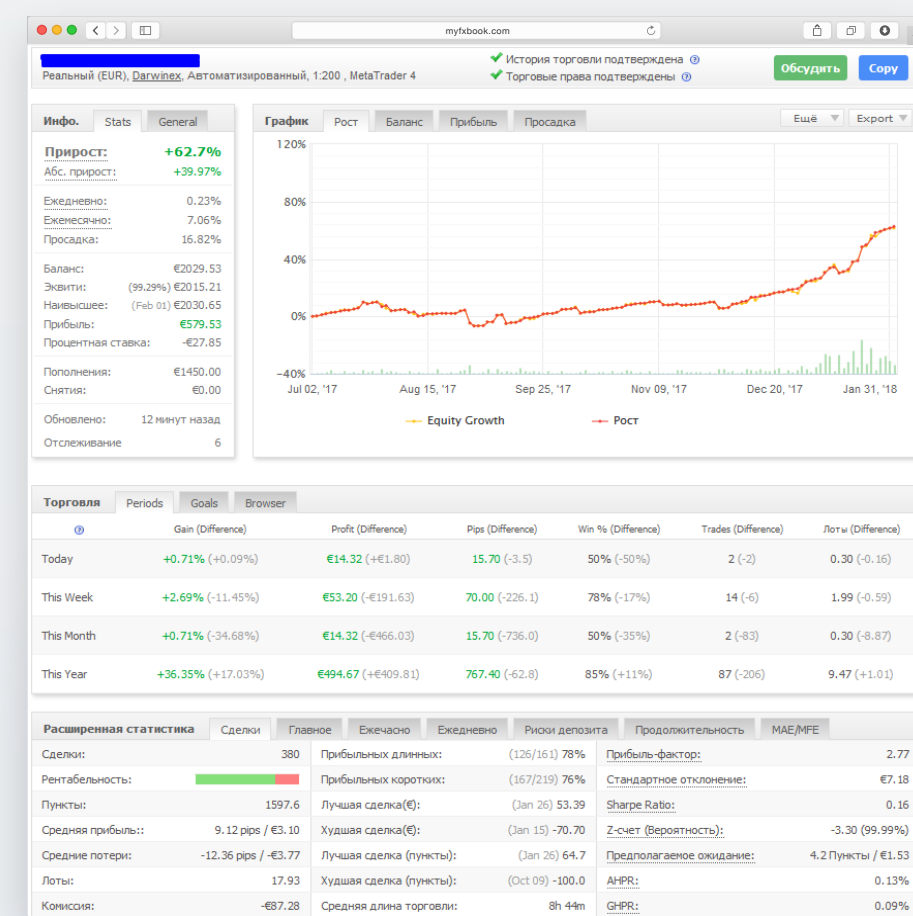 myfxbook.com
История торговли подтверждена
Реальный (EUR), Darwinex, Автоматизированный, 1:200 , MetaTrader 4
Торговые права подтверждены
Обсудить Copy
Инфо. Stats General
Прирост: +62.7%
Абс. прирост: +39.97%
Ежедневно: 0.23%
Ежемесячно: 7.06%
Просадка: 16.82%
Баланс: €2029.53
Эквити: (99.29%) €2015.21
Наивысшее: (Feb 01) €2030.65
Прибыль: €579.53
Процентная ставка: -€27.85
Пополнения: €1450.00
Снятия: €0.00
Обновлено: 12 минут назад
Отслеживание 6
График Рост Баланс Прибыль Просадка Ещё Export
120%
80%
40%
0%
-40%
Jul 02, '17 Aug 15, '17 Sep 25, '17 Nov 09, '17 Dec 20, '17 Jan 31, '18
Equity Growth Рост
Торговля Periods Goals Browser
Gain (Difference) Profit (Difference) Pips (Difference) Win % (Difference) Trades (Difference) Лоты (Difference)
Today +0.71% (+0.09%) €14.32 (+€1.80) 15.70 (-3.5) 50% (-50%) 2 (-2) 0.30 (-0.16)
This Week +2.69% (-11.45%) €53.20 (-€191.63) 70.00 (-226.1) 78% (-17%) 14 (-6) 1.99 (-0.59)
This Month +0.71% (-34.68%) €14.32 (-€466.03) 15.70 (-736.0) 50% (-35%) 2 (-83) 0.30 (-8.87)
This Year +36.35% (+17.03%) €494.67 (+€409.81) 767.40 (-62.8) 85% (+11%) 87 (-206) 9.47 (+1.01)
Расширенная статистика Сделки Главное Ежечасно Ежедневно Риски депозита Продолжительность MAE/MFE
Сделки: 380 Прибыльных длинных: (126/161) 78% Прибыль-фактор: 2.77
Рентабельность: Прибыльных коротких: (167/219) 76% Стандартное отклонение: €7.18
Пункты: 1597.6 Лучшая сделка(€): (Jan 26) 53.39 Sharpe Ratio: 0.16
Средняя прибыль:: 9.12 pips / €3.10 Худшая сделка(€): (Jan 15) -70.70 Z-счет (Вероятность): -3.30 (99.99%)
Средние потери: -12.36 pips / -€3.77 Лучшая сделка (пункты): (Jan 26) 64.7 Предполагаемое ожидание: 4.2 Пункты / €1.53
Лоты: 17.93 Худшая сделка (пункты): (Oct 09) -100.0 AHPR: 0.13%
Комиссия: -€87.28 Средняя длина торговли: 8h 44m GHPR: 0.09%